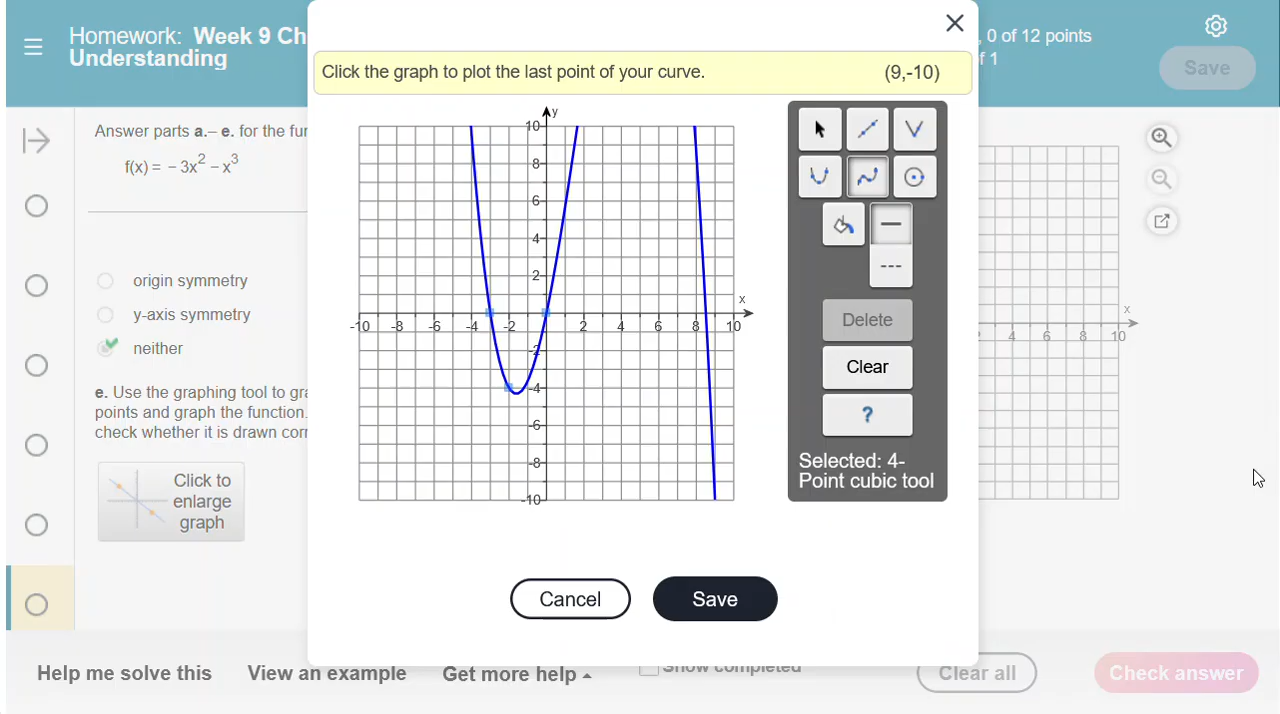 Homework: Week 9 Ch
Understanding
, 0 of 12 points
f 1
Save
Click the graph to plot the last point of your curve. (9,-10)
Answer parts a.– e. for the fur
f(x) = − 3x² − x³
origin symmetry
y-axis symmetry
neither
e. Use the graphing tool to gra
points and graph the function.
check whether it is drawn corr
Click to
enlarge
graph
y
10
8
6
4
2
x
-10 -8 -6 -4 -2 2 4 6 8 10
-2
-4
-6
-8
-10
Delete
Clear
?
Selected: 4-
Point cubic tool
x
4 6 8 10
Cancel
Save
Help me solve this
View an example
Get more help
Show completed
Clear all
Check answer